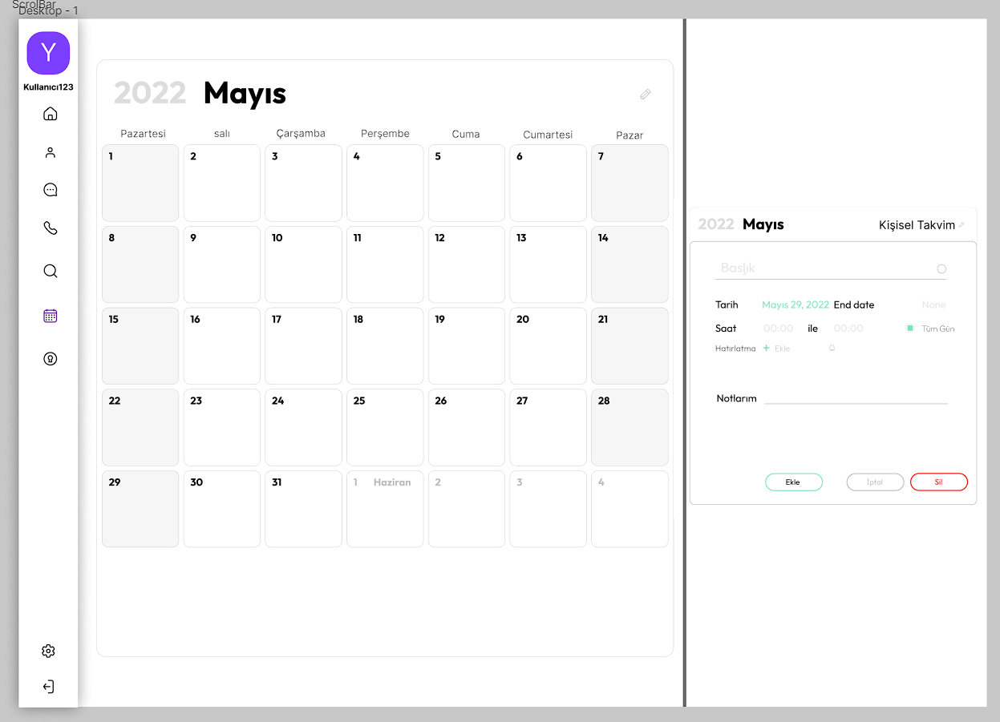 ScrolBar
Desktop - 1
Y
Kullanıcı123
2022 Mayıs
Pazartesi salı Çarşamba Perşembe Cuma Cumartesi Pazar
1 2 3 4 5 6 7
8 9 10 11 12 13 14
15 16 17 18 19 20 21
22 23 24 25 26 27 28
29 30 31 1 Haziran 2 3 4
2022 Mayıs Kişisel Takvim
Başlık
Tarih Mayıs 29, 2022 End date None
Saat 00:00 ile 00:00 Tüm Gün
Hatırlatma + Ekle
Notlarım
Ekle İptal Sil